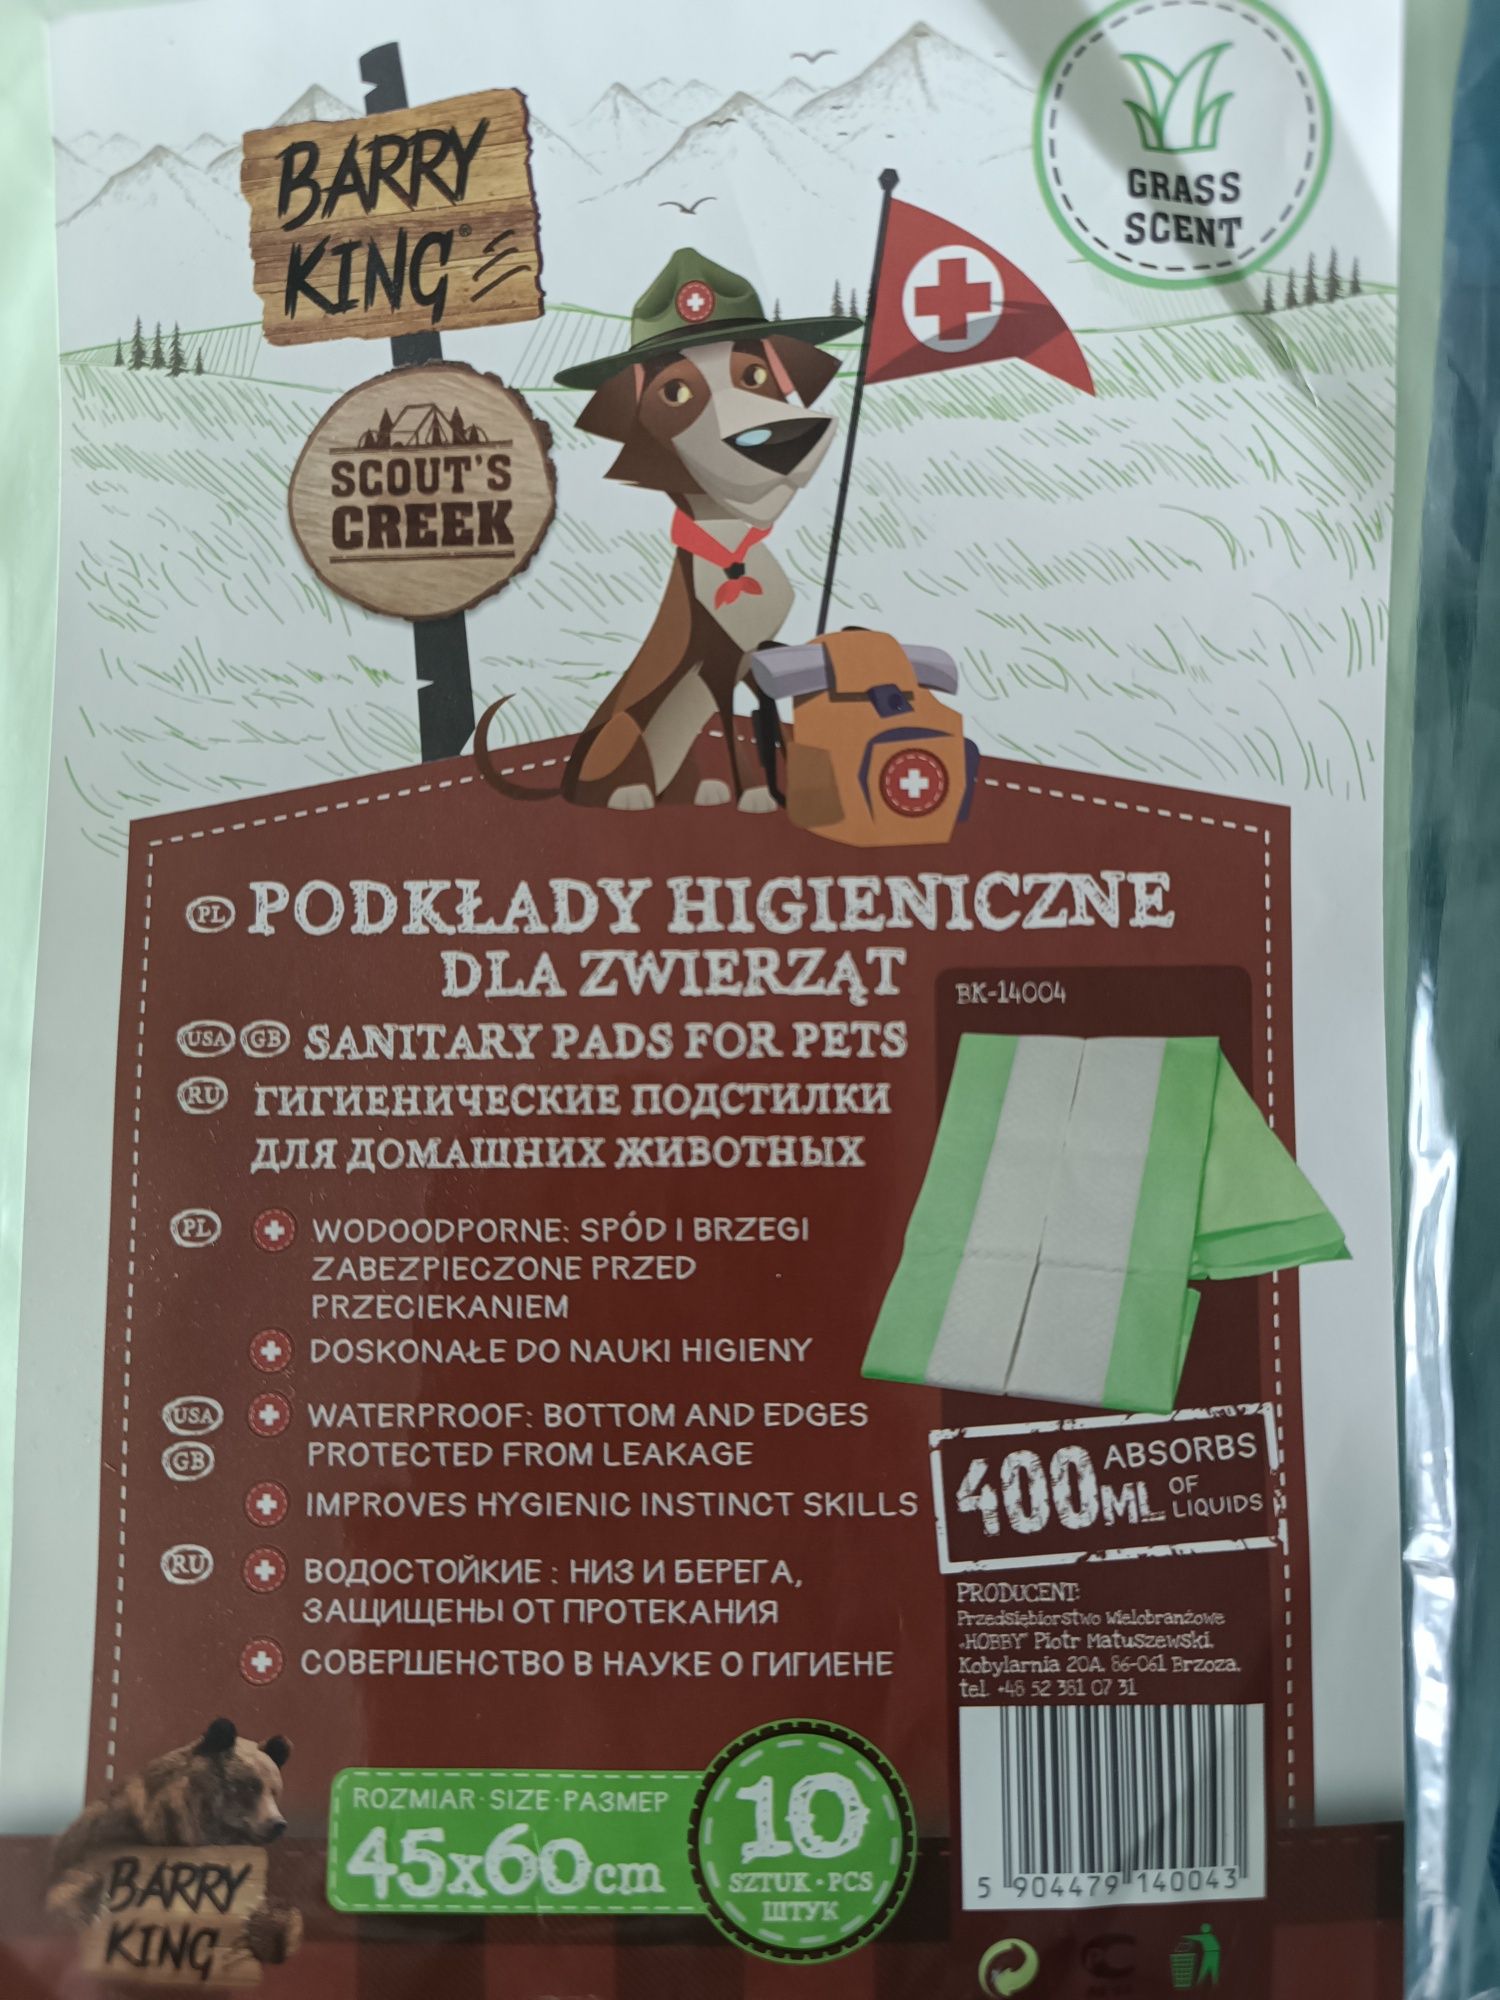 BARRY
KING®
GRASS
SCENT
SCOUT'S
CREEK
PL PODKŁADY HIGIENICZNE
DLA ZWIERZĄT
BK-14004
USA GB SANITARY PADS FOR PETS
RU ГИГИЕНИЧЕСКИЕ ПОДСТИЛКИ
ДЛЯ ДОМАШНИХ ЖИВОТНЫХ
PL WODOODPORNE: SPÓD I BRZEGI
ZABEZPIECZONE PRZED
PRZECIEKANIEM
DOSKONAŁE DO NAUKI HIGIENY
USA WATERPROOF: BOTTOM AND EDGES
GB PROTECTED FROM LEAKAGE
IMPROVES HYGIENIC INSTINCT SKILLS
RU ВОДОСТОЙКИЕ : НИЗ И БЕРЕГА,
ЗАЩИЩЕНЫ ОТ ПРОТЕКАНИЯ
СОВЕРШЕНСТВО В НАУКЕ О ГИГИЕНЕ
400ML ABSORBS
OF
LIQUIDS
PRODUCENT:
Przedsiębiorstwo Wielobranżowe
„HOBBY" Piotr Matuszewski,
Kobylarnia 20A, 86-061 Brzoza,
tel. +48 52 381 07 31
5 904479 140043
ROZMIAR·SIZE·РАЗМЕР
45x60cm
10
SZTUK·PCS
ШТУК
BARRY
KING